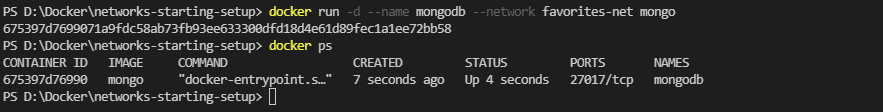 PS D:\Docker\networks-starting-setup> docker run -d --name mongodb --network favorites-net mongo
675397d7699071a9fdc58ab73fb93ee633300dfd18d4e61d89fec1a1ee72bb58
PS D:\Docker\networks-starting-setup> docker ps
CONTAINER ID   IMAGE     COMMAND                  CREATED         STATUS         PORTS       NAMES
675397d76990   mongo     "docker-entrypoint.s…"   7 seconds ago   Up 4 seconds   27017/tcp   mongodb
PS D:\Docker\networks-starting-setup>